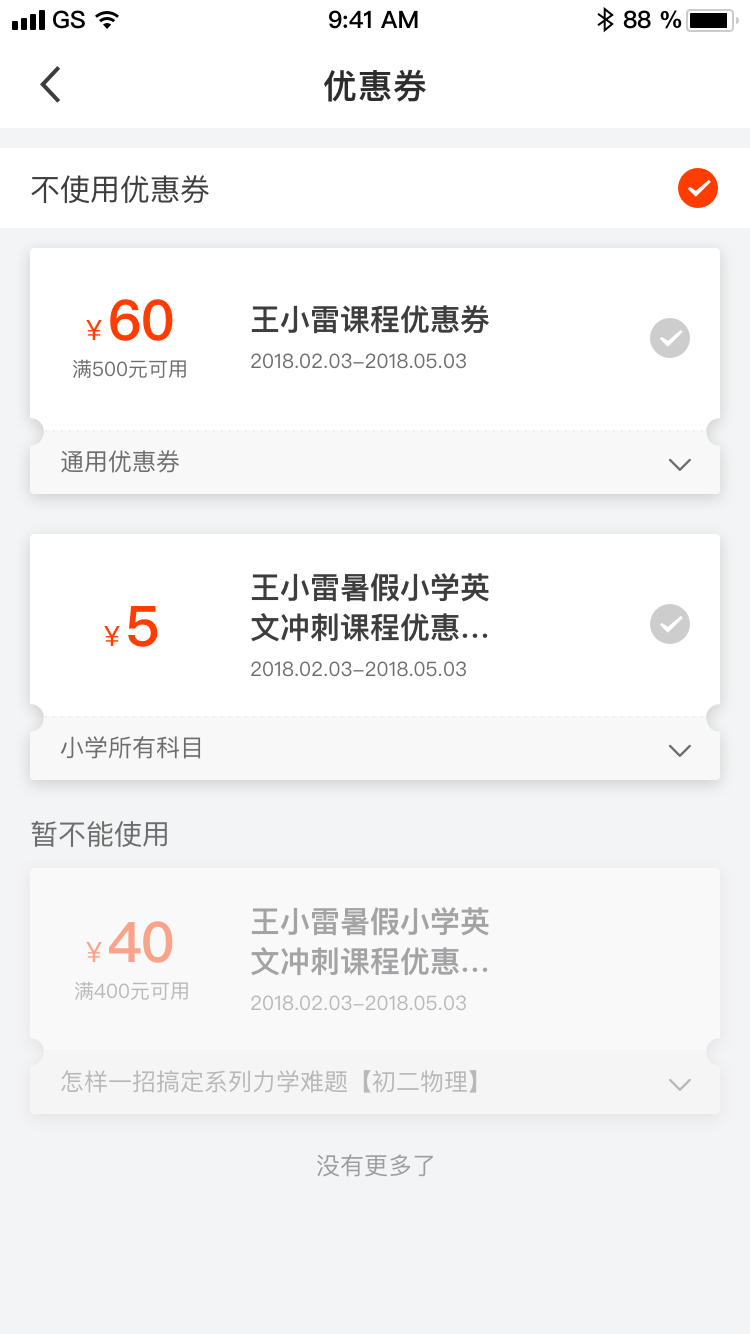 GS 9:41 AM 88 %
优惠券
不使用优惠券
¥60
满500元可用
王小雷课程优惠券
2018.02.03-2018.05.03
通用优惠券
¥5
王小雷暑假小学英
文冲刺课程优惠...
2018.02.03-2018.05.03
小学所有科目
暂不能使用
¥40
满400元可用
王小雷暑假小学英
文冲刺课程优惠...
2018.02.03-2018.05.03
怎样一招搞定系列力学难题【初二物理】
没有更多了